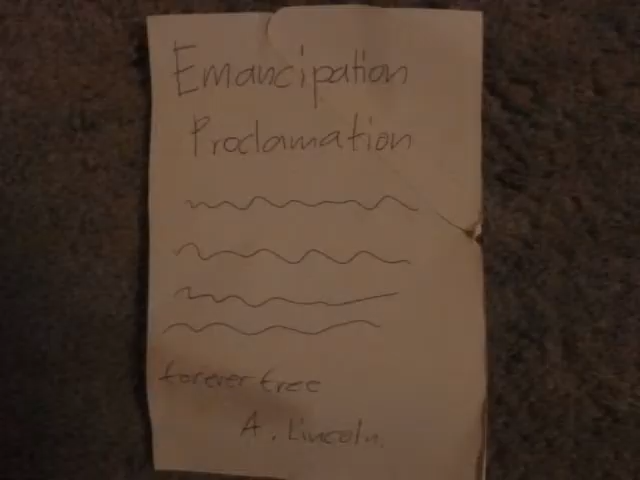 Emancipation
Proclamation
forever free
A. Lincoln